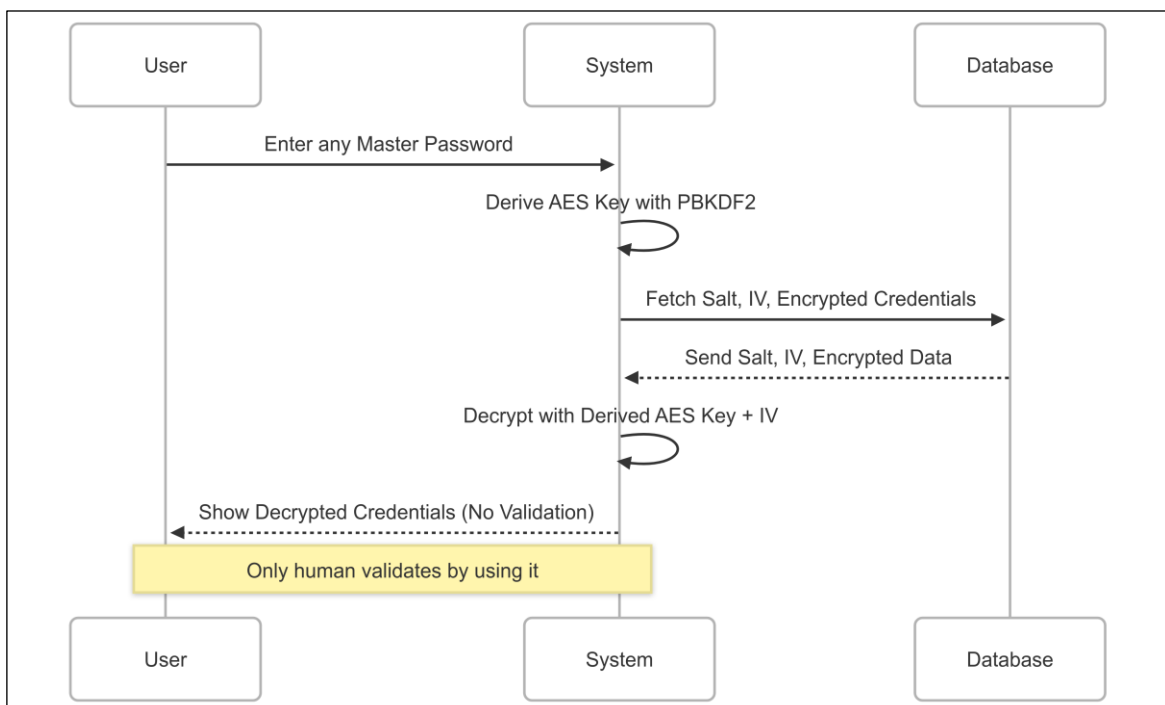 User
System
Database
Enter any Master Password
Derive AES Key with PBKDF2
Fetch Salt, IV, Encrypted Credentials
Send Salt, IV, Encrypted Data
Decrypt with Derived AES Key + IV
Show Decrypted Credentials (No Validation)
Only human validates by using it
User
System
Database